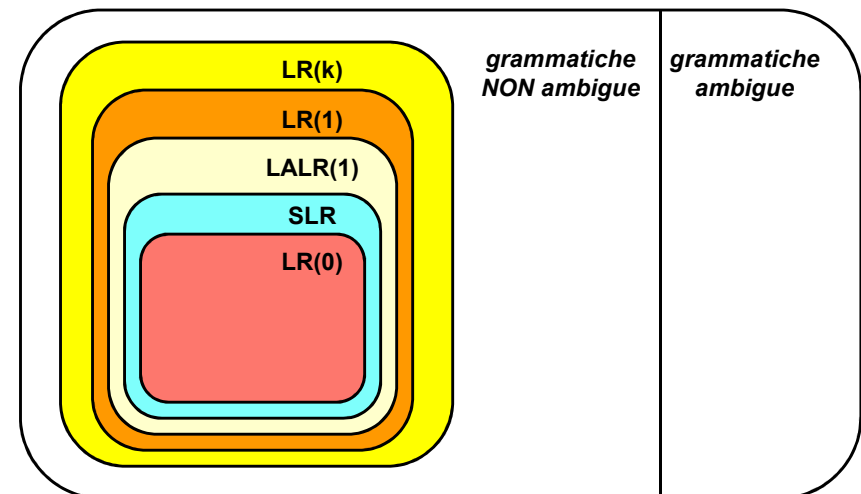 LR(k)
LR(1)
LALR(1)
SLR
LR(0)
grammatiche
NON ambigue
grammatiche
ambigue